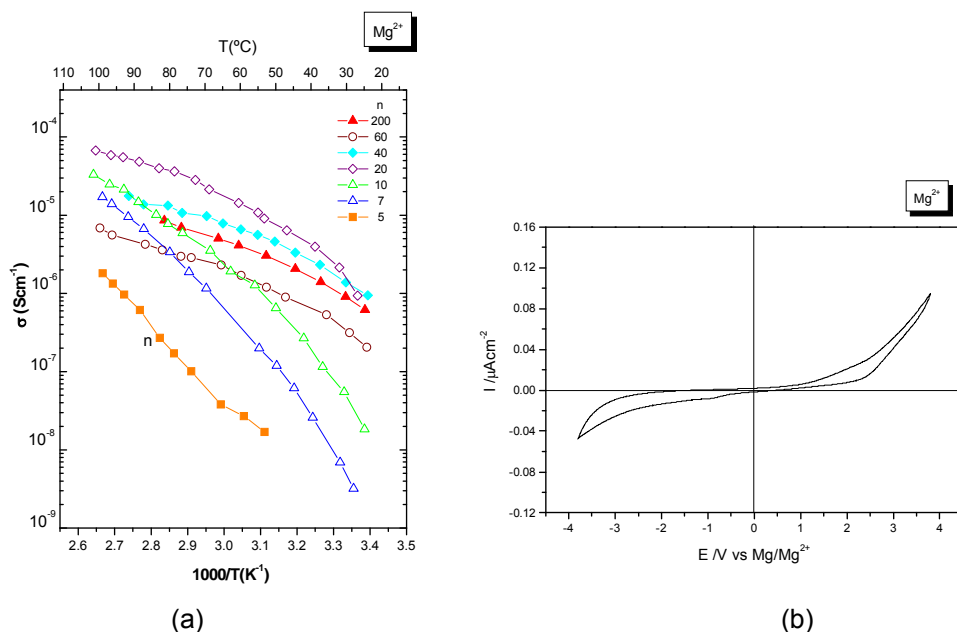 Mg²⁺
T(ºC)
110 100 90 80 70 60 50 40 30 20
n
200
60
40
20
10
7
5
10⁻⁴
10⁻⁵
10⁻⁶
10⁻⁷
10⁻⁸
10⁻⁹
σ (Scm⁻¹)
n
2.6 2.7 2.8 2.9 3.0 3.1 3.2 3.3 3.4 3.5
1000/T(K⁻¹)
(a)
Mg²⁺
0.16
0.12
0.08
0.04
0.00
-0.04
-0.08
-0.12
I /µAcm⁻²
-4 -3 -2 -1 0 1 2 3 4
E /V vs Mg/Mg²⁺
(b)